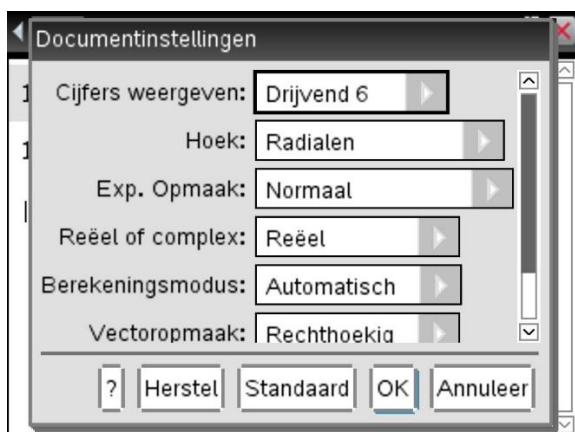 Documentinstellingen
Cijfers weergeven: Drijvend 6
Hoek: Radialen
Exp. Opmaak: Normaal
Reëel of complex: Reëel
Berekeningsmodus: Automatisch
Vectoropmaak: Rechthoekig
? Herstel Standaard OK Annuleer